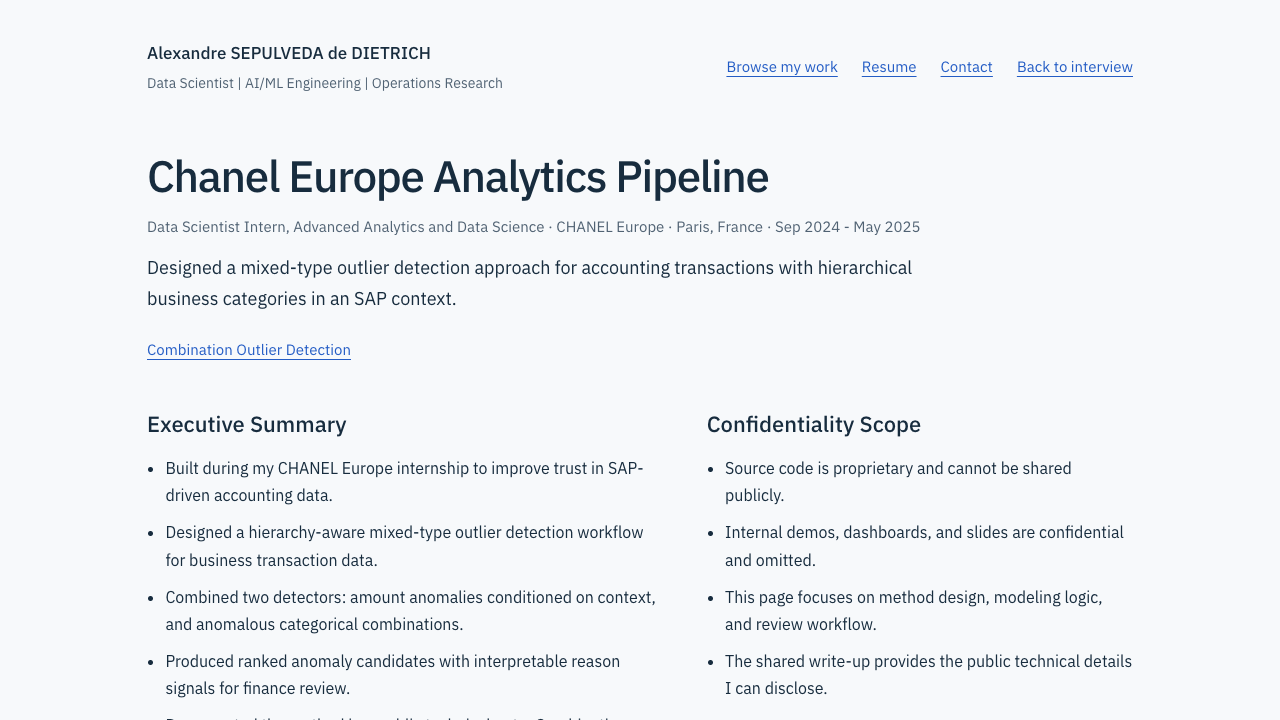 Alexandre SEPULVEDA de DIETRICH
Data Scientist | AI/ML Engineering | Operations Research
Browse my work
Resume
Contact
Back to interview
Chanel Europe Analytics Pipeline
Data Scientist Intern, Advanced Analytics and Data Science · CHANEL Europe · Paris, France · Sep 2024 - May 2025
Designed a mixed-type outlier detection approach for accounting transactions with hierarchical
business categories in an SAP context.
Combination Outlier Detection
Executive Summary
• Built during my CHANEL Europe internship to improve trust in SAP-
driven accounting data.
• Designed a hierarchy-aware mixed-type outlier detection workflow
for business transaction data.
• Combined two detectors: amount anomalies conditioned on context,
and anomalous categorical combinations.
• Produced ranked anomaly candidates with interpretable reason
signals for finance review.
Confidentiality Scope
• Source code is proprietary and cannot be shared
publicly.
• Internal demos, dashboards, and slides are confidential
and omitted.
• This page focuses on method design, modeling logic,
and review workflow.
• The shared write-up provides the public technical details
I can disclose.